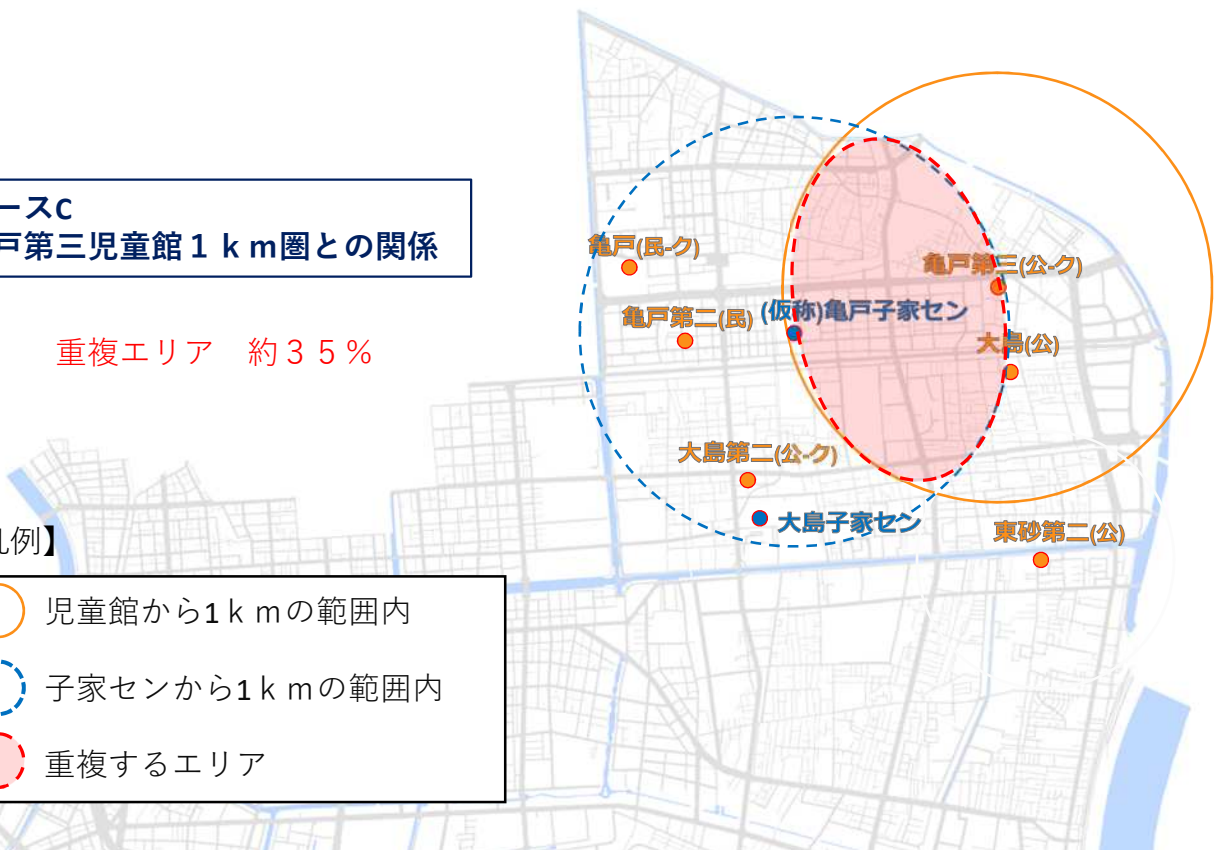 ースC
戸第三児童館１ｋｍ圏との関係
重複エリア　約３５％
亀戸(民-ク)
亀戸第三(公-ク)
亀戸第二(民)
(仮称)亀戸子家セン
大島(公)
大島第二(公-ク)
大島子家セン
東砂第二(公)
凡例】
児童館から1ｋｍの範囲内
子家センから1ｋｍの範囲内
重複するエリア